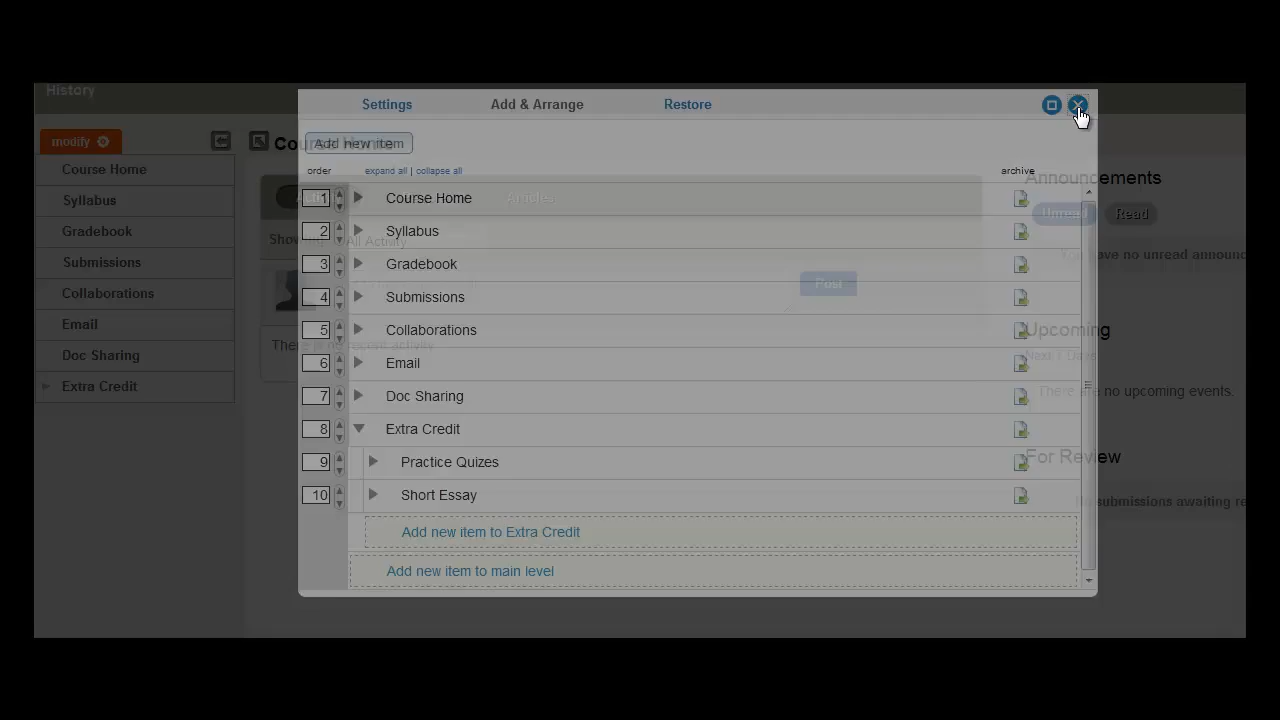 History
Settings
Add & Arrange
Restore
modify
Add new item
order
expand all | collapse all
archive
Course Home
Syllabus
Gradebook
Submissions
Collaborations
Email
Doc Sharing
Extra Credit
1 Course Home
2 Syllabus
3 Gradebook
4 Submissions
5 Collaborations
6 Email
7 Doc Sharing
8 Extra Credit
9 Practice Quizes
10 Short Essay
Add new item to Extra Credit
Add new item to main level
Articles
All Activity
Post
There is no recent activity
Announcements
Unread
Read
You have no unread announc
Upcoming
Next 7 Days
There are no upcoming events.
For Review
submissions awaiting re